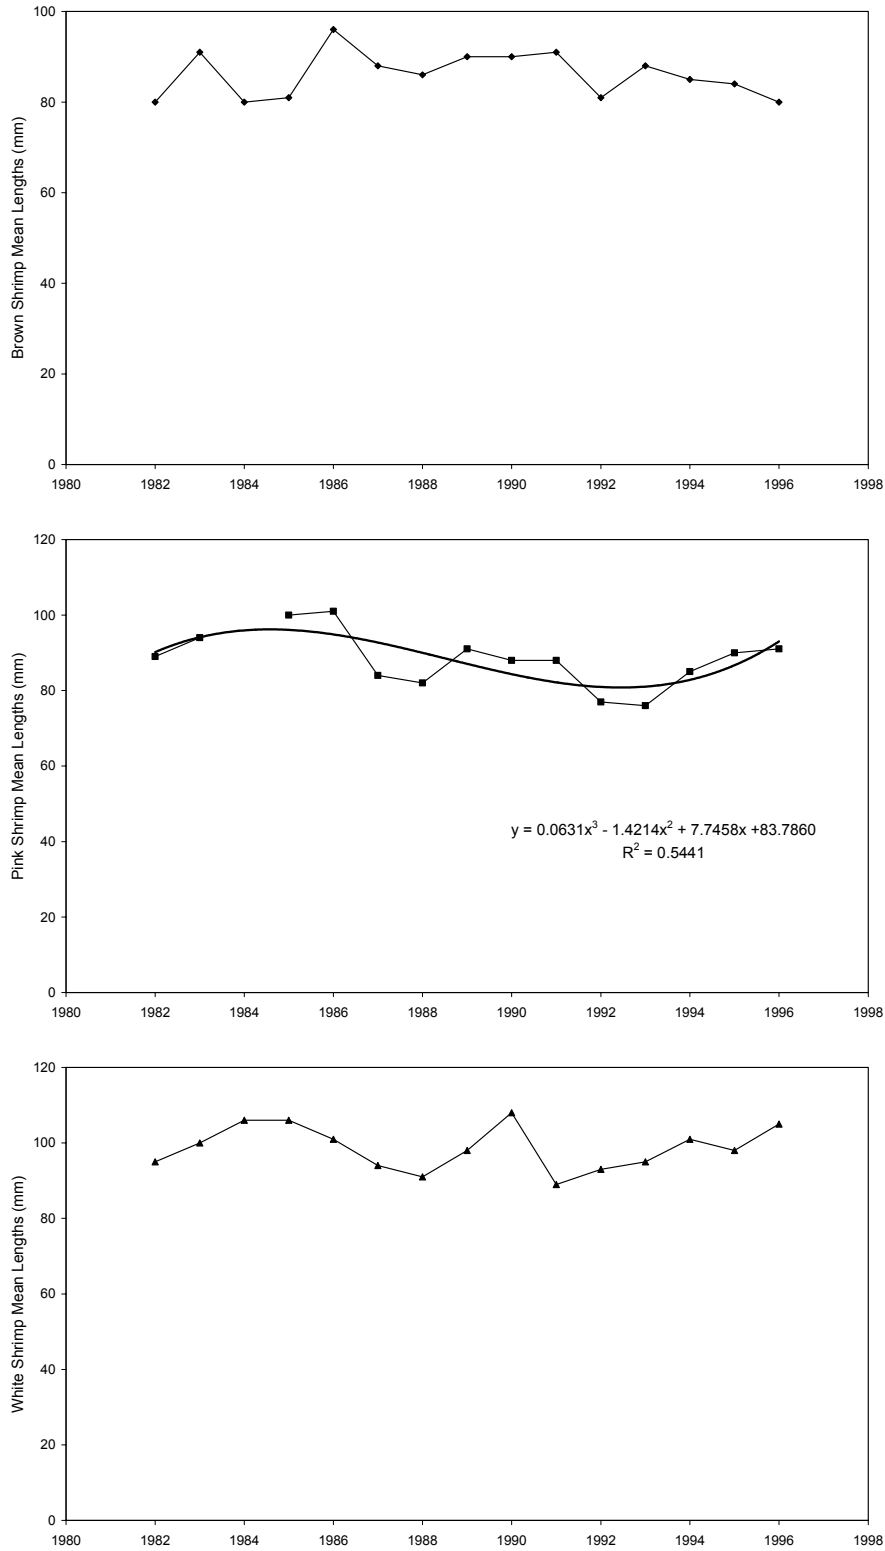 100
80
60
40
20
0
Brown Shrimp Mean Lengths (mm)
1980 1982 1984 1986 1988 1990 1992 1994 1996 1998
120
100
80
60
40
20
0
Pink Shrimp Mean Lengths (mm)
y = 0.0631x³ - 1.4214x² + 7.7458x +83.7860
R² = 0.5441
1980 1982 1984 1986 1988 1990 1992 1994 1996 1998
120
100
80
60
40
20
0
White Shrimp Mean Lengths (mm)
1980 1982 1984 1986 1988 1990 1992 1994 1996 1998